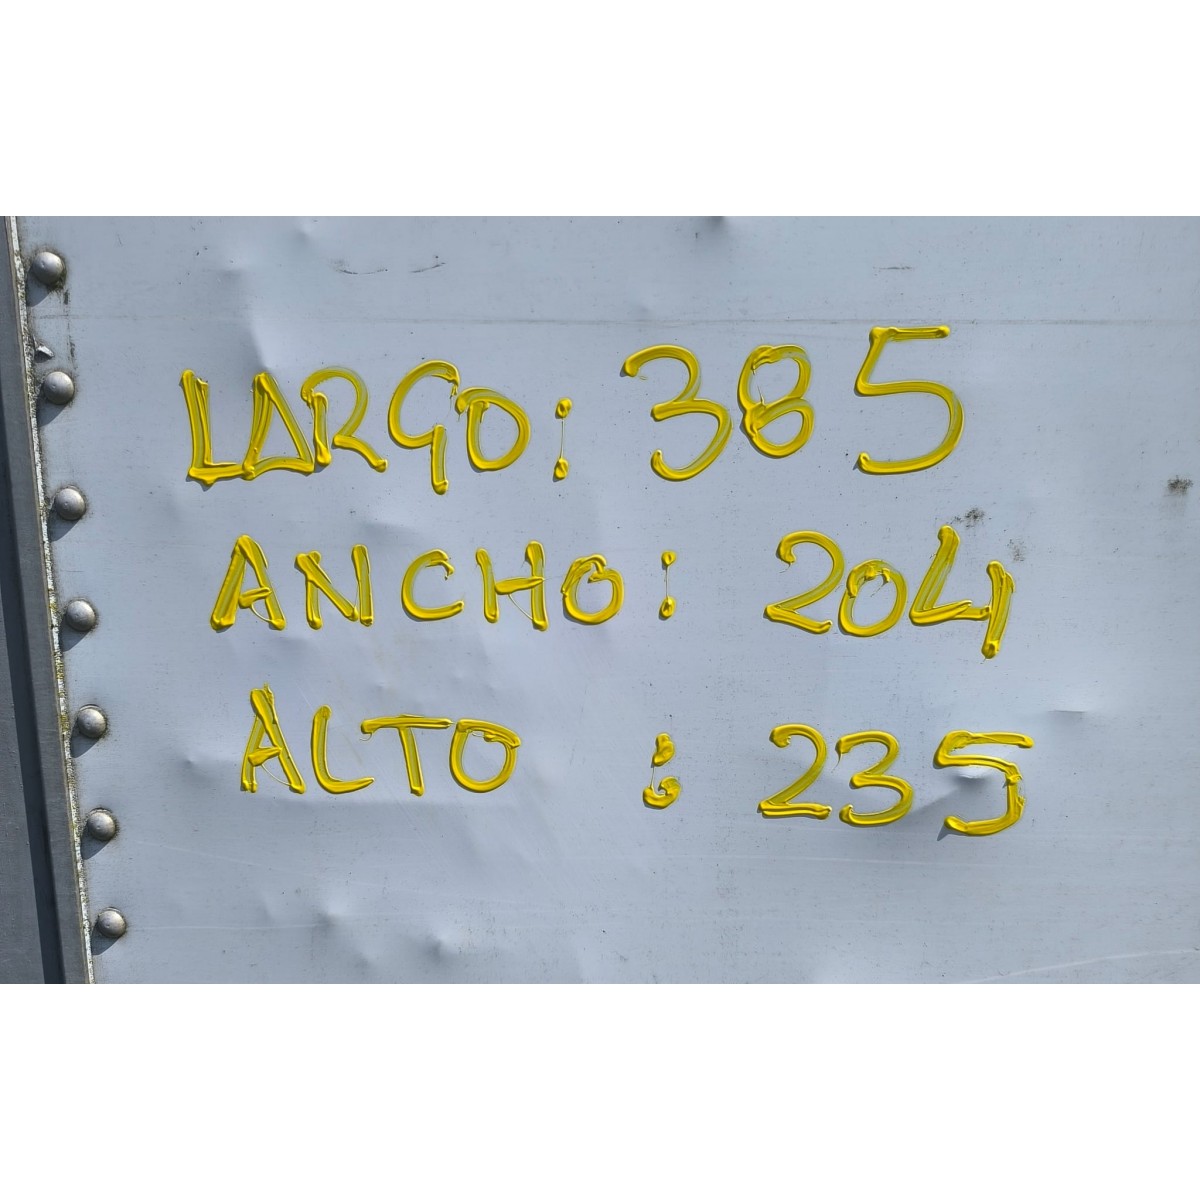 LARGO: 385
ANCHO: 204
ALTO : 235